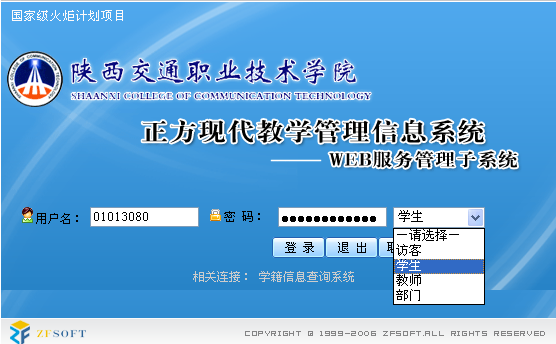 国家级火炬计划项目
陕西交通职业技术学院
SHAANXI COLLEGE OF COMMUNICATION TECHNOLOGY
正方现代教学管理信息系统
——WEB服务管理子系统
用户名： 01013080 密 码： ●●●●●●●●●●●● 学生
登 录 退 出 取
—请选择—
访客
学生
教师
部门
相关连接： 学籍信息查询系统
ZFSOFT COPYRIGHT @ 1999-2006 ZFSOFT.ALL RIGHTS RESERVED